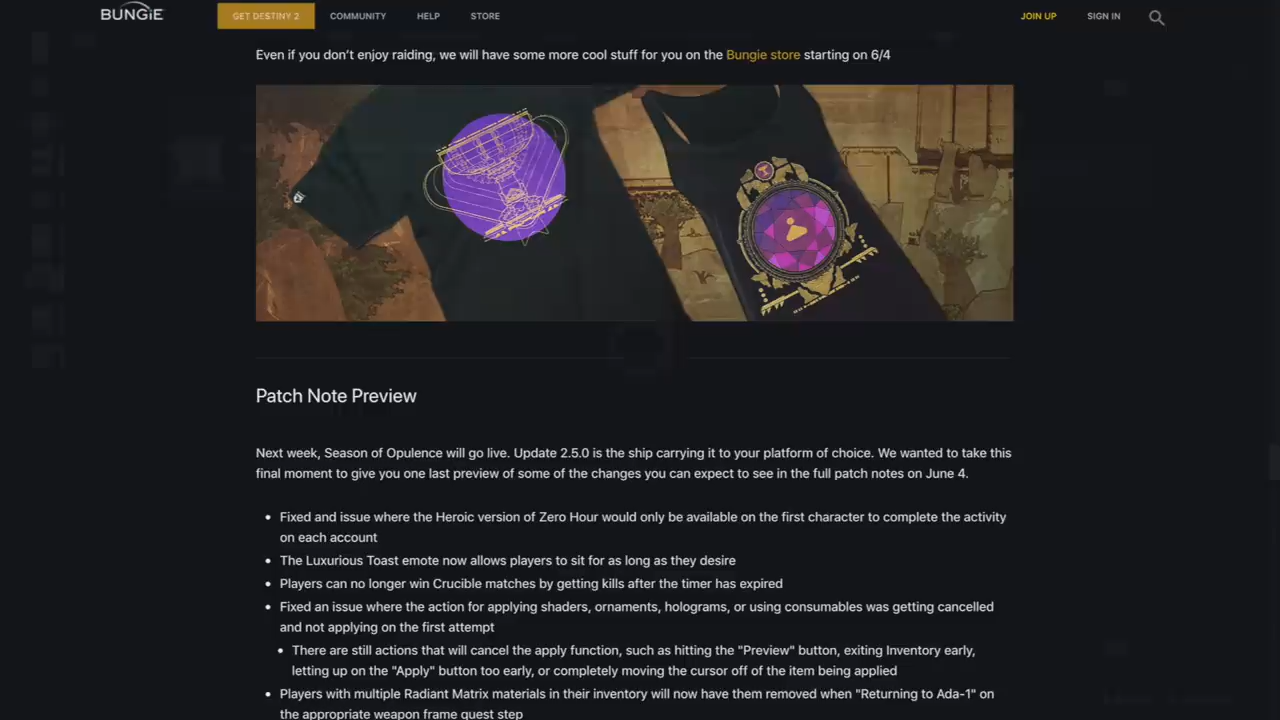 BUNGiE
GET DESTINY 2
COMMUNITY
HELP
STORE
JOIN UP
SIGN IN
Even if you don't enjoy raiding, we will have some more cool stuff for you on the Bungie store starting on 6/4
Patch Note Preview
Next week, Season of Opulence will go live. Update 2.5.0 is the ship carrying it to your platform of choice. We wanted to take this
final moment to give you one last preview of some of the changes you can expect to see in the full patch notes on June 4.
• Fixed and issue where the Heroic version of Zero Hour would only be available on the first character to complete the activity
on each account
• The Luxurious Toast emote now allows players to sit for as long as they desire
• Players can no longer win Crucible matches by getting kills after the timer has expired
• Fixed an issue where the action for applying shaders, ornaments, holograms, or using consumables was getting cancelled
and not applying on the first attempt
• There are still actions that will cancel the apply function, such as hitting the "Preview" button, exiting Inventory early,
letting up on the "Apply" button too early, or completely moving the cursor off of the item being applied
• Players with multiple Radiant Matrix materials in their inventory will now have them removed when "Returning to Ada-1" on
the appropriate weapon frame quest step